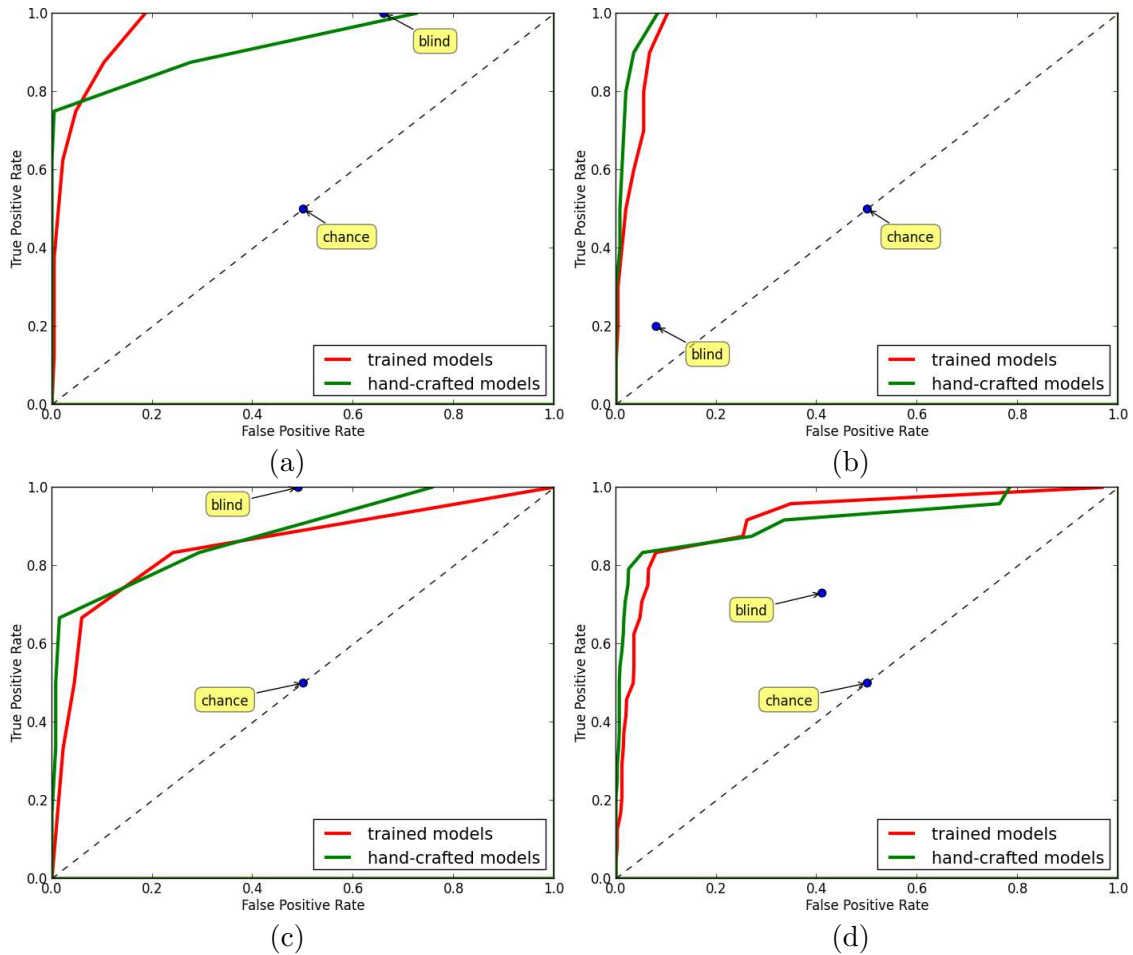 1.0
0.8
0.6
0.4
0.2
0.0
True Positive Rate
blind
chance
trained models
hand-crafted models
0.0 0.2 0.4 0.6 0.8 1.0
False Positive Rate
(a)
1.0
0.8
0.6
0.4
0.2
0.0
True Positive Rate
chance
blind
trained models
hand-crafted models
0.0 0.2 0.4 0.6 0.8 1.0
False Positive Rate
(b)
1.0
0.8
0.6
0.4
0.2
0.0
True Positive Rate
blind
chance
trained models
hand-crafted models
0.0 0.2 0.4 0.6 0.8 1.0
False Positive Rate
(c)
1.0
0.8
0.6
0.4
0.2
0.0
True Positive Rate
blind
chance
trained models
hand-crafted models
0.0 0.2 0.4 0.6 0.8 1.0
False Positive Rate
(d)